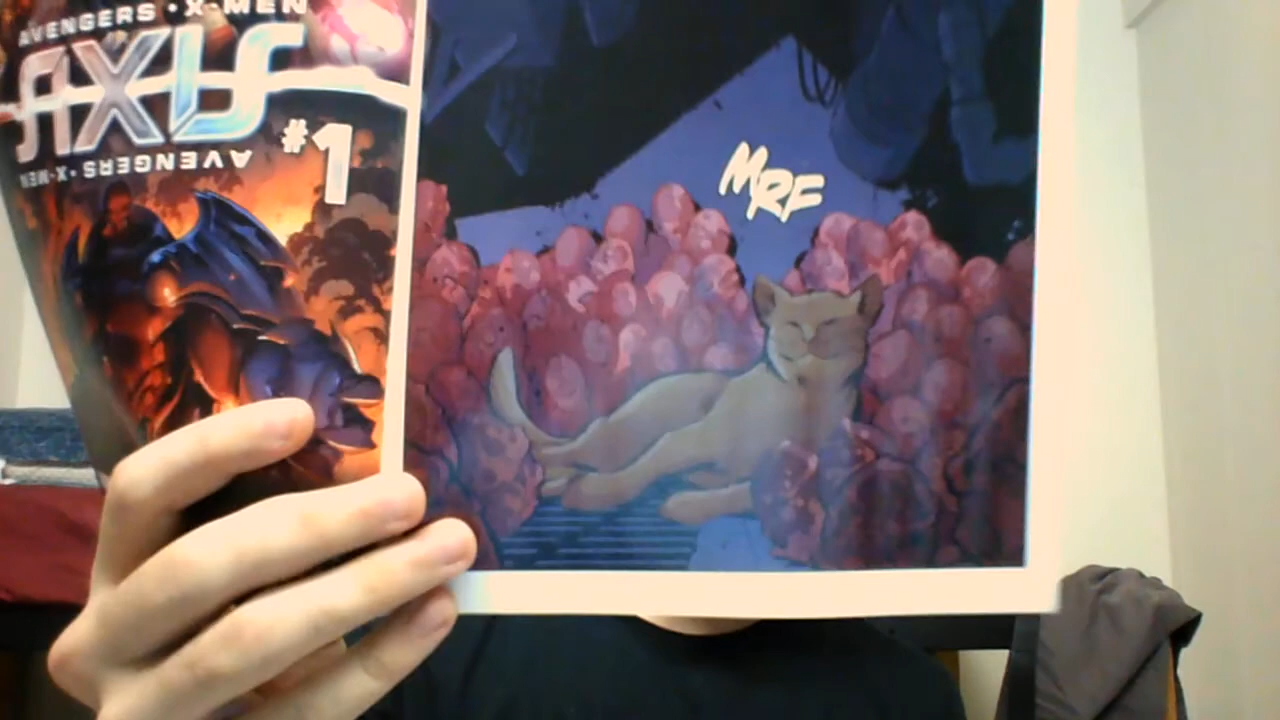 AVENGERS • X-MEN
AXIS
AVENGERS • X-MEN
#1
MRF